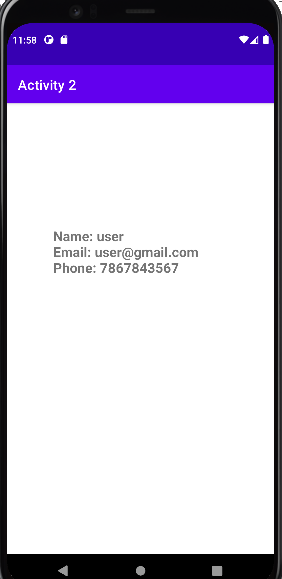 11:58
Activity 2
Name: user
Email: user@gmail.com
Phone: 7867843567